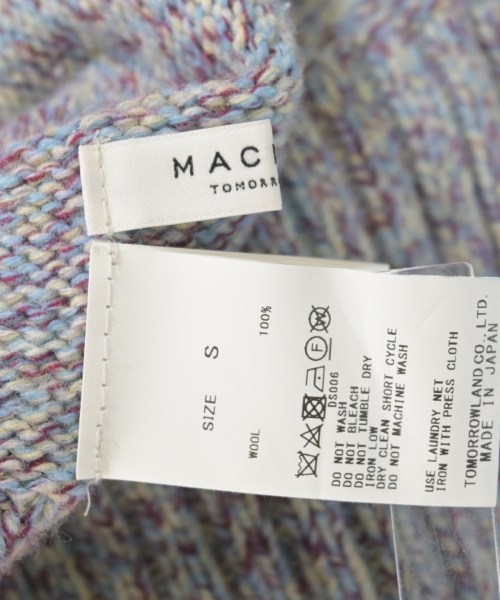 MAC
TOMORR
SIZE S
WOOL 100%
DS006
DO NOT WASH
DO NOT BLEACH
DO NOT TUMBLE DRY
IRON LOW
DRY CLEAN SHORT CYCLE
DO NOT MACHINE WASH
USE LAUNDRY NET
IRON WITH PRESS CLOTH
TOMORROWLAND CO., LTD.
MADE IN JAPAN